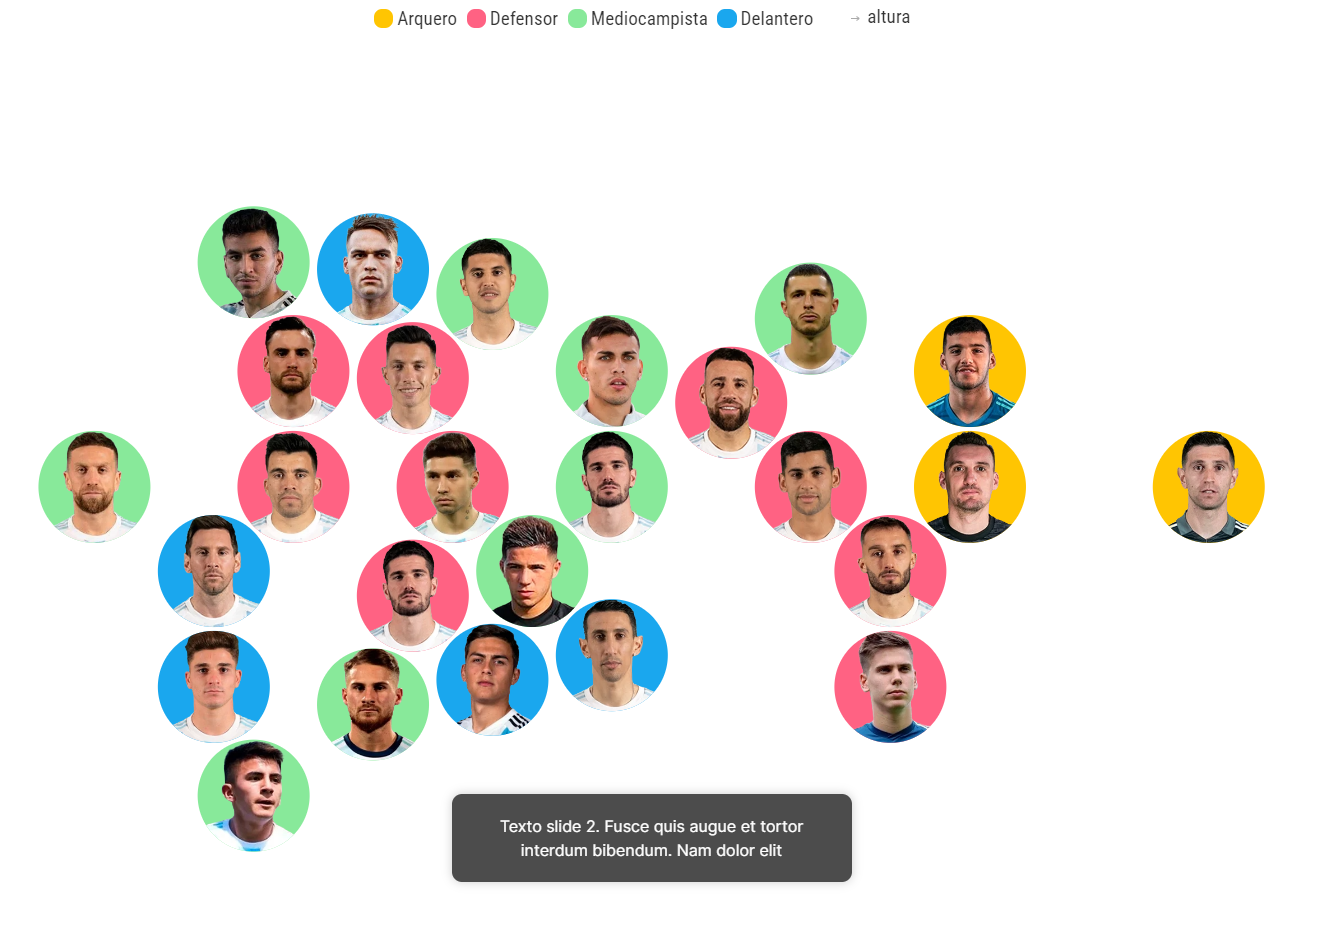 Arquero Defensor Mediocampista Delantero → altura
Texto slide 2. Fusce quis augue et tortor
interdum bibendum. Nam dolor elit